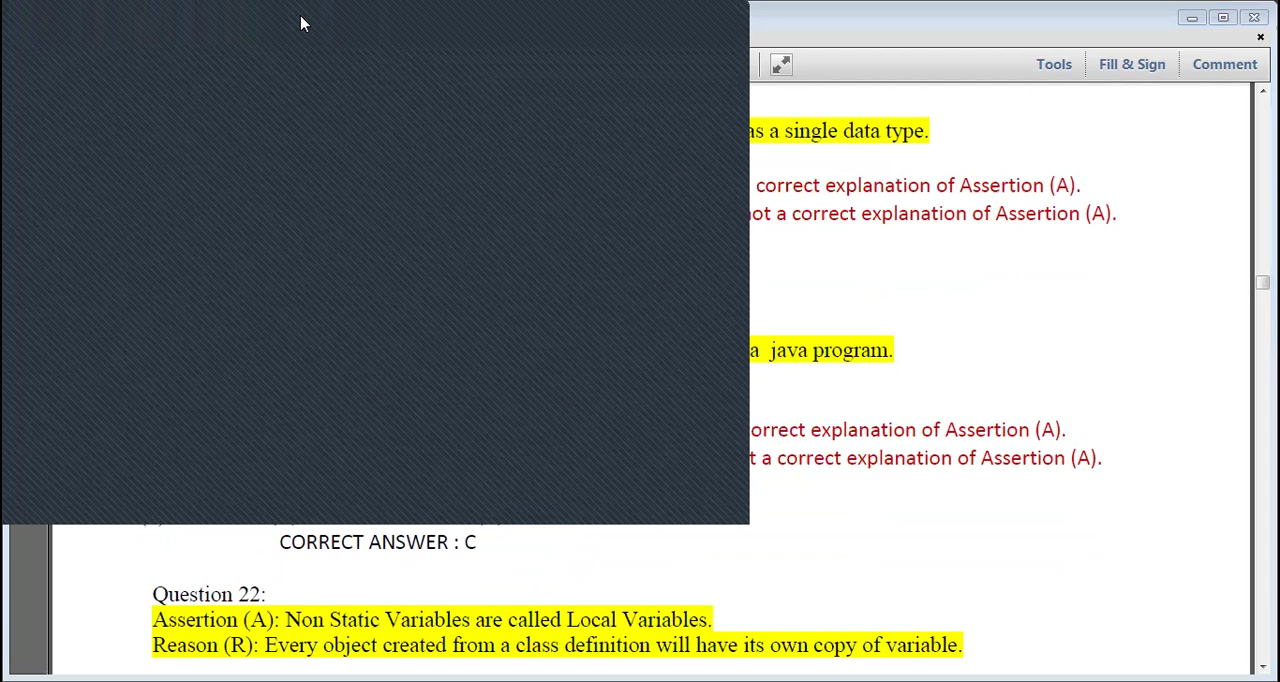 Tools Fill & Sign Comment
as a single data type.
correct explanation of Assertion (A).
not a correct explanation of Assertion (A).
a java program.
orrect explanation of Assertion (A).
t a correct explanation of Assertion (A).
CORRECT ANSWER : C
Question 22:
Assertion (A): Non Static Variables are called Local Variables.
Reason (R): Every object created from a class definition will have its own copy of variable.